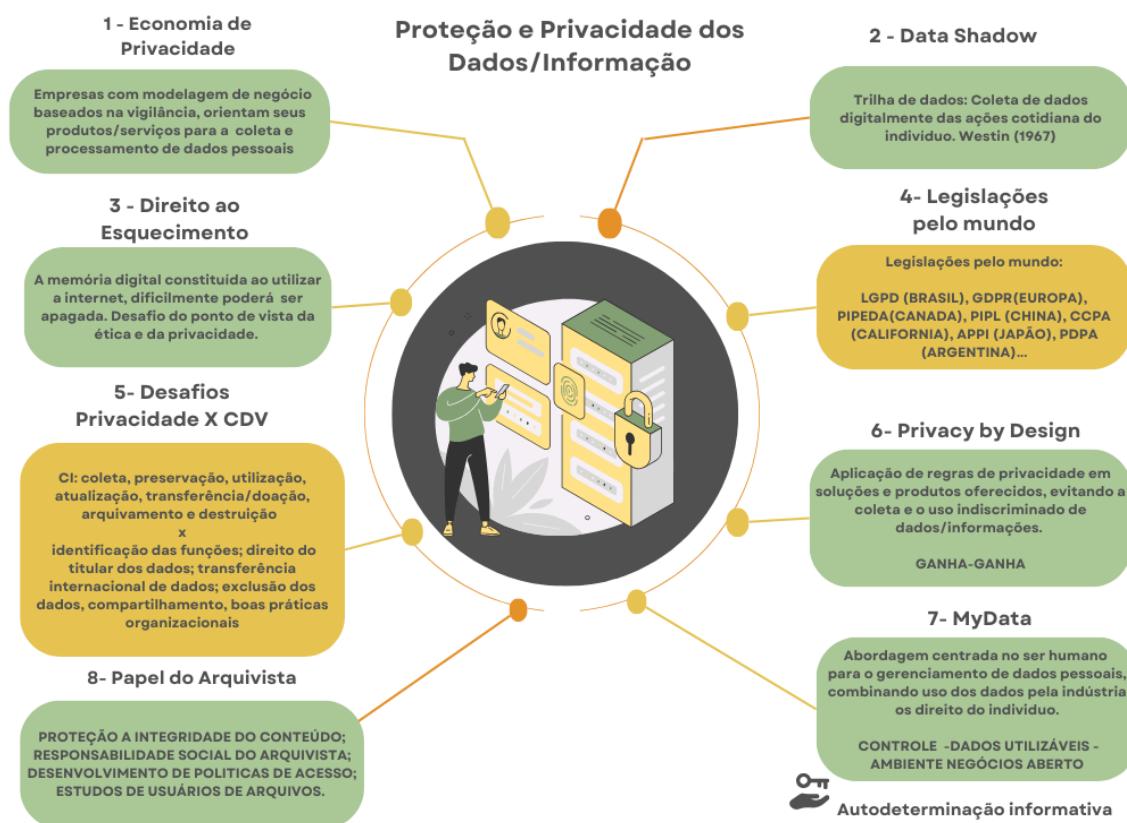 Proteção e Privacidade dos
Dados/Informação
1 - Economia de
Privacidade
Empresas com modelagem de negócio
baseados na vigilância, orientam seus
produtos/serviços para a coleta e
processamento de dados pessoais
2 - Data Shadow
Trilha de dados: Coleta de dados
digitalmente das ações cotidiana do
individuo. Westin (1967)
3 - Direito ao
Esquecimento
A memória digital constituída ao utilizar
a internet, dificilmente poderá ser
apagada. Desafio do ponto de vista da
ética e da privacidade.
4- Legislações
pelo mundo
Legislações pelo mundo:
LGPD (BRASIL), GDPR(EUROPA),
PIPEDA(CANADA), PIPL (CHINA), CCPA
(CALIFORNIA), APPI (JAPÃO), PDPA
(ARGENTINA)...
5- Desafios
Privacidade X CDV
CI: coleta, preservação, utilização,
atualização, transferência/doação,
arquivamento e destruição
x
identificação das funções; direito do
titular dos dados; transferência
internacional de dados; exclusão dos
dados, compartilhamento, boas práticas
organizacionais
6- Privacy by Design
Aplicação de regras de privacidade em
soluções e produtos oferecidos, evitando a
coleta e o uso indiscriminado de
dados/informações.
GANHA-GANHA
7- MyData
Abordagem centrada no ser humano
para o gerenciamento de dados pessoais,
combinando uso dos dados pela indústria
os direito do individuo.
CONTROLE -DADOS UTILIZÁVEIS -
AMBIENTE NEGÓCIOS ABERTO
8- Papel do Arquivista
PROTEÇÃO A INTEGRIDADE DO CONTEÚDO;
RESPONSABILIDADE SOCIAL DO ARQUIVISTA;
DESENVOLVIMENTO DE POLITICAS DE ACESSO;
ESTUDOS DE USUÁRIOS DE ARQUIVOS.
Autodeterminação informativa